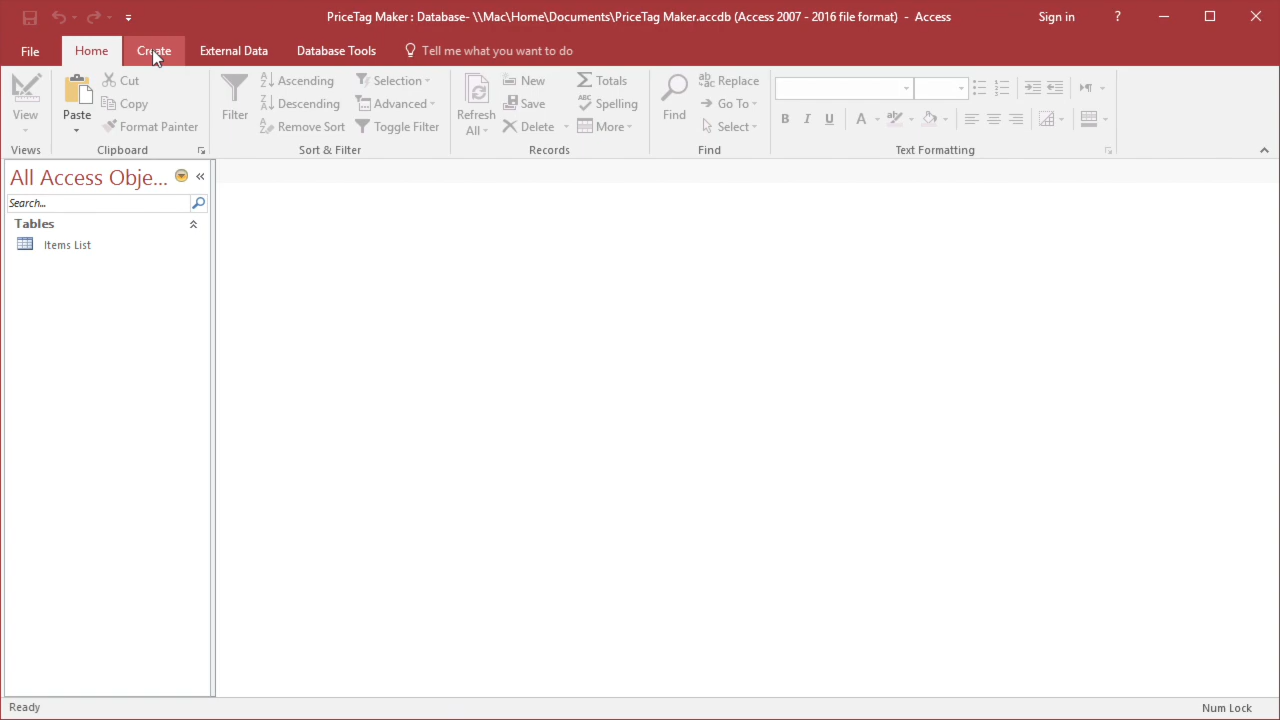 PriceTag Maker : Database- \\Mac\Home\Documents\PriceTag Maker.accdb (Access 2007 - 2016 file format) - Access
Sign in
?
File
Home
Create
External Data
Database Tools
Tell me what you want to do
View
Views
Paste
Cut
Copy
Format Painter
Clipboard
Filter
Ascending
Descending
Remove Sort
Selection
Advanced
Toggle Filter
Sort & Filter
Refresh
All
New
Save
Delete
Totals
Spelling
More
Records
Find
Replace
Go To
Select
Find
B I U A
Text Formatting
All Access Obje...
Search...
Tables
Items List
Ready
Num Lock